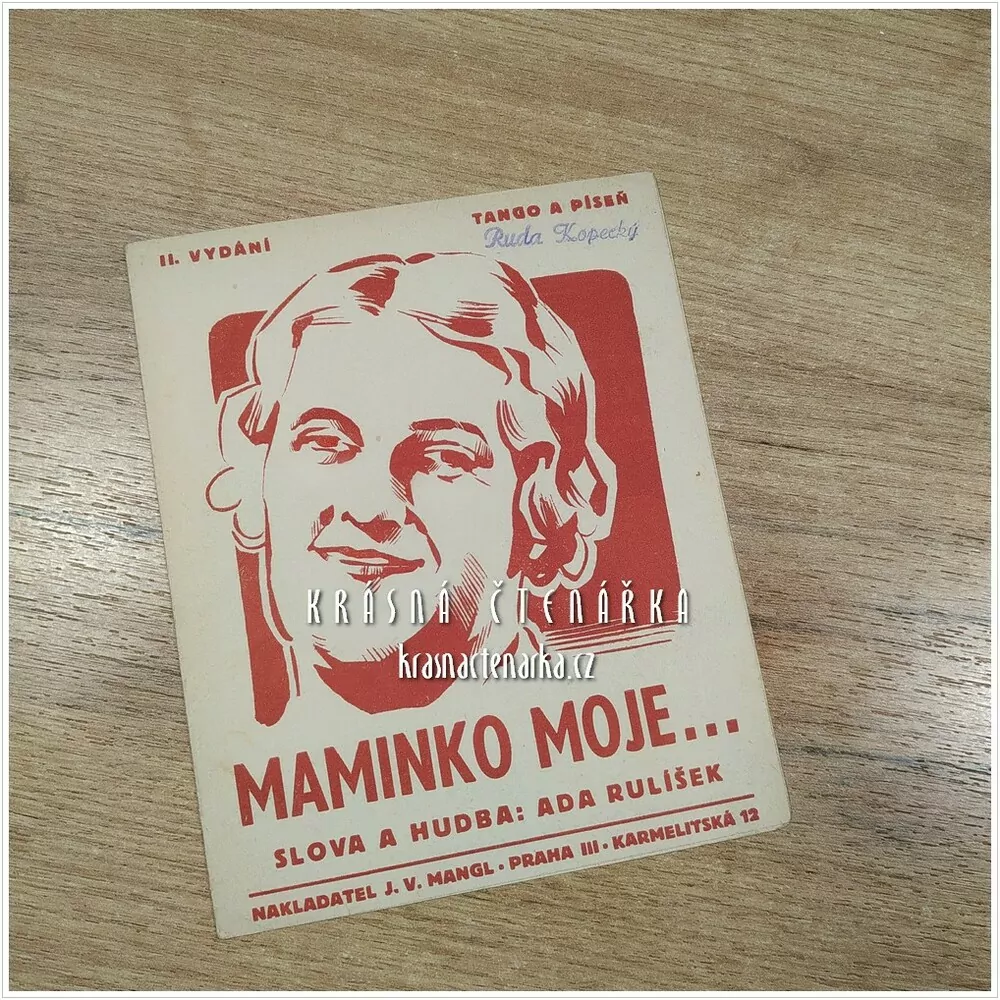 II. VYDÁNÍ
TANGO A PÍSEŇ
Ruda Kopecký
KRÁSNÁ ČTENÁŘKA
krasnactenarka.cz
MAMINKO MOJE...
SLOVA A HUDBA: ADA RULÍŠEK
NAKLADATEL J. V. MANGL · PRAHA III · KARMELITSKÁ 12